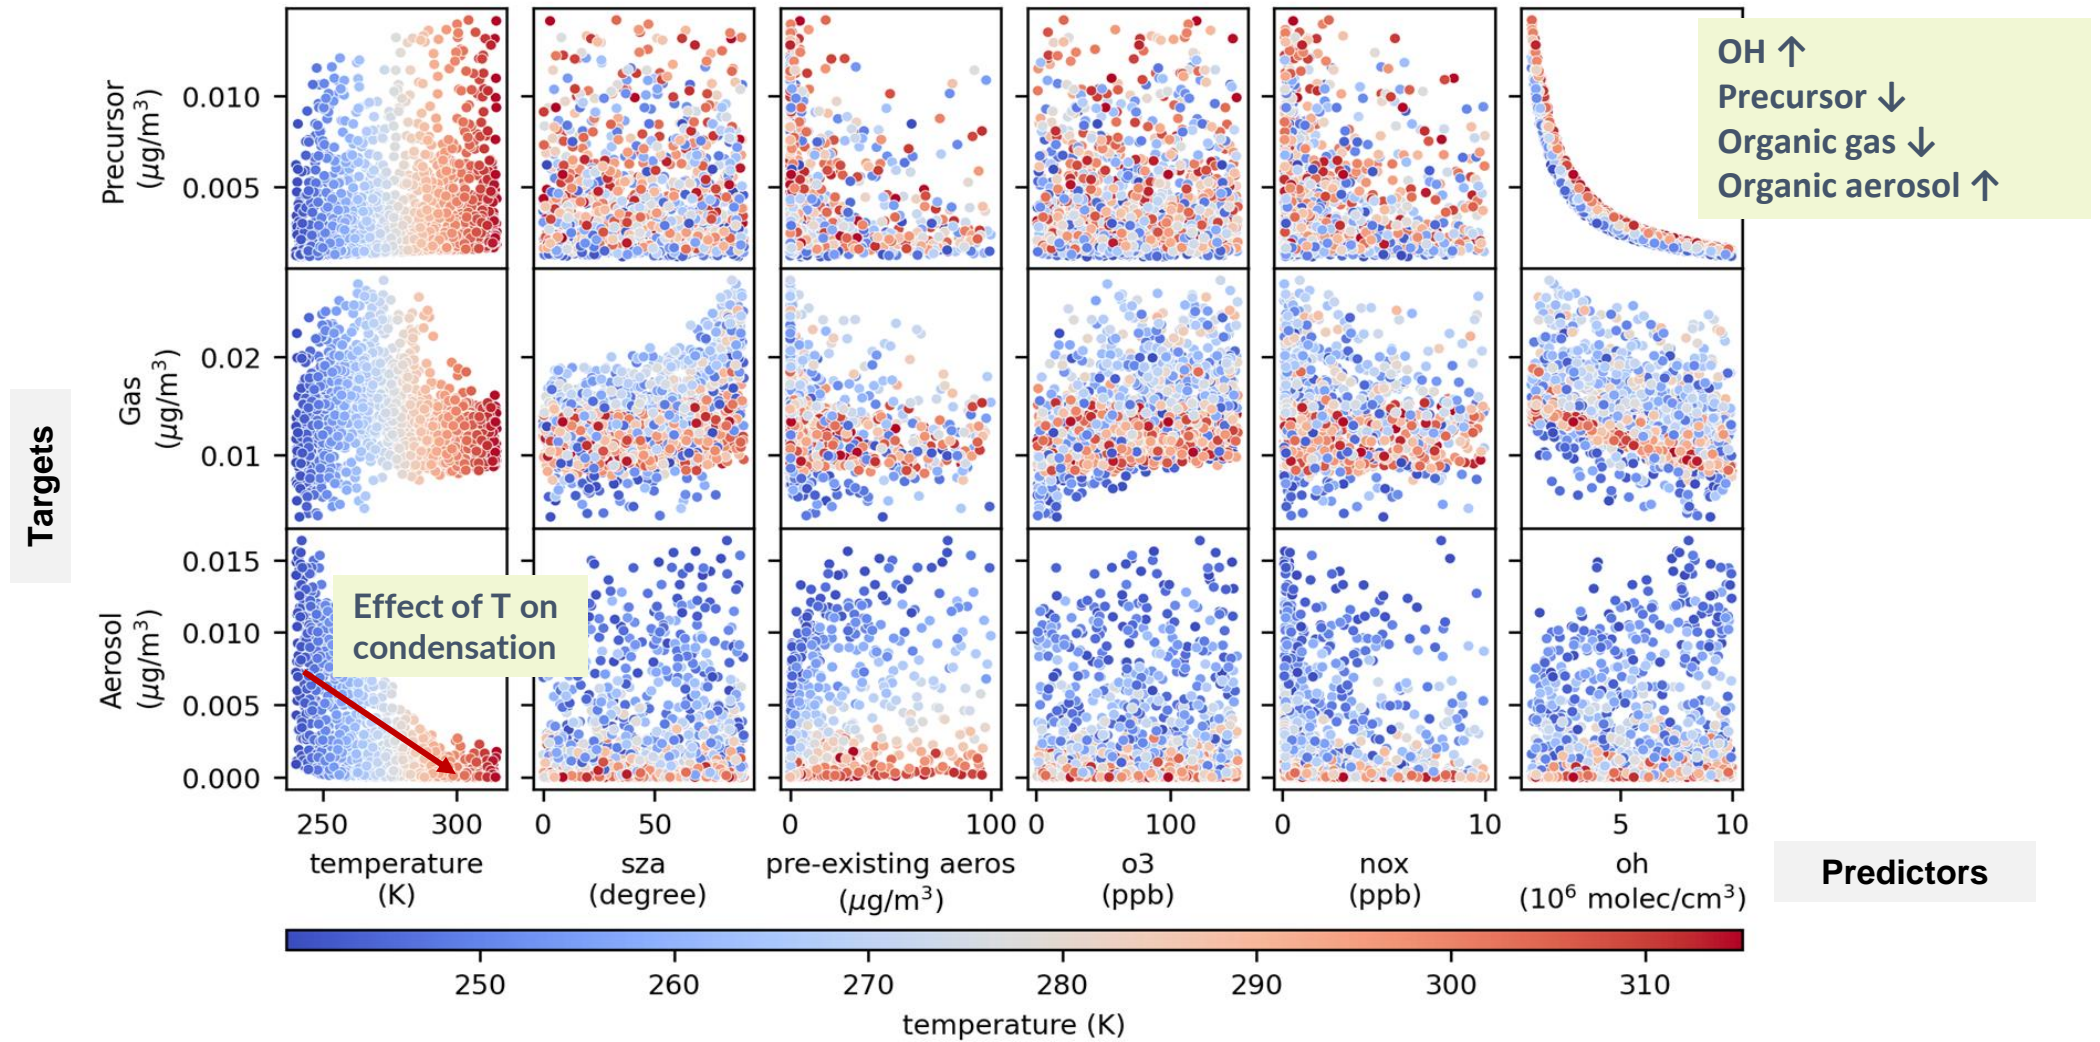 OH ↑
Precursor ↓
Organic gas ↓
Organic aerosol ↑
Precursor
(μg/m³)
0.010
0.005
Gas
(μg/m³)
0.02
0.01
Targets
Aerosol
(μg/m³)
0.015
0.010
0.005
0.000
Effect of T on
condensation
250 300 0 50 0 100 0 100 0 10 5 10
temperature
(K)
sza
(degree)
pre-existing aeros
(μg/m³)
o3
(ppb)
nox
(ppb)
oh
(10⁶ molec/cm³)
Predictors
250 260 270 280 290 300 310
temperature (K)